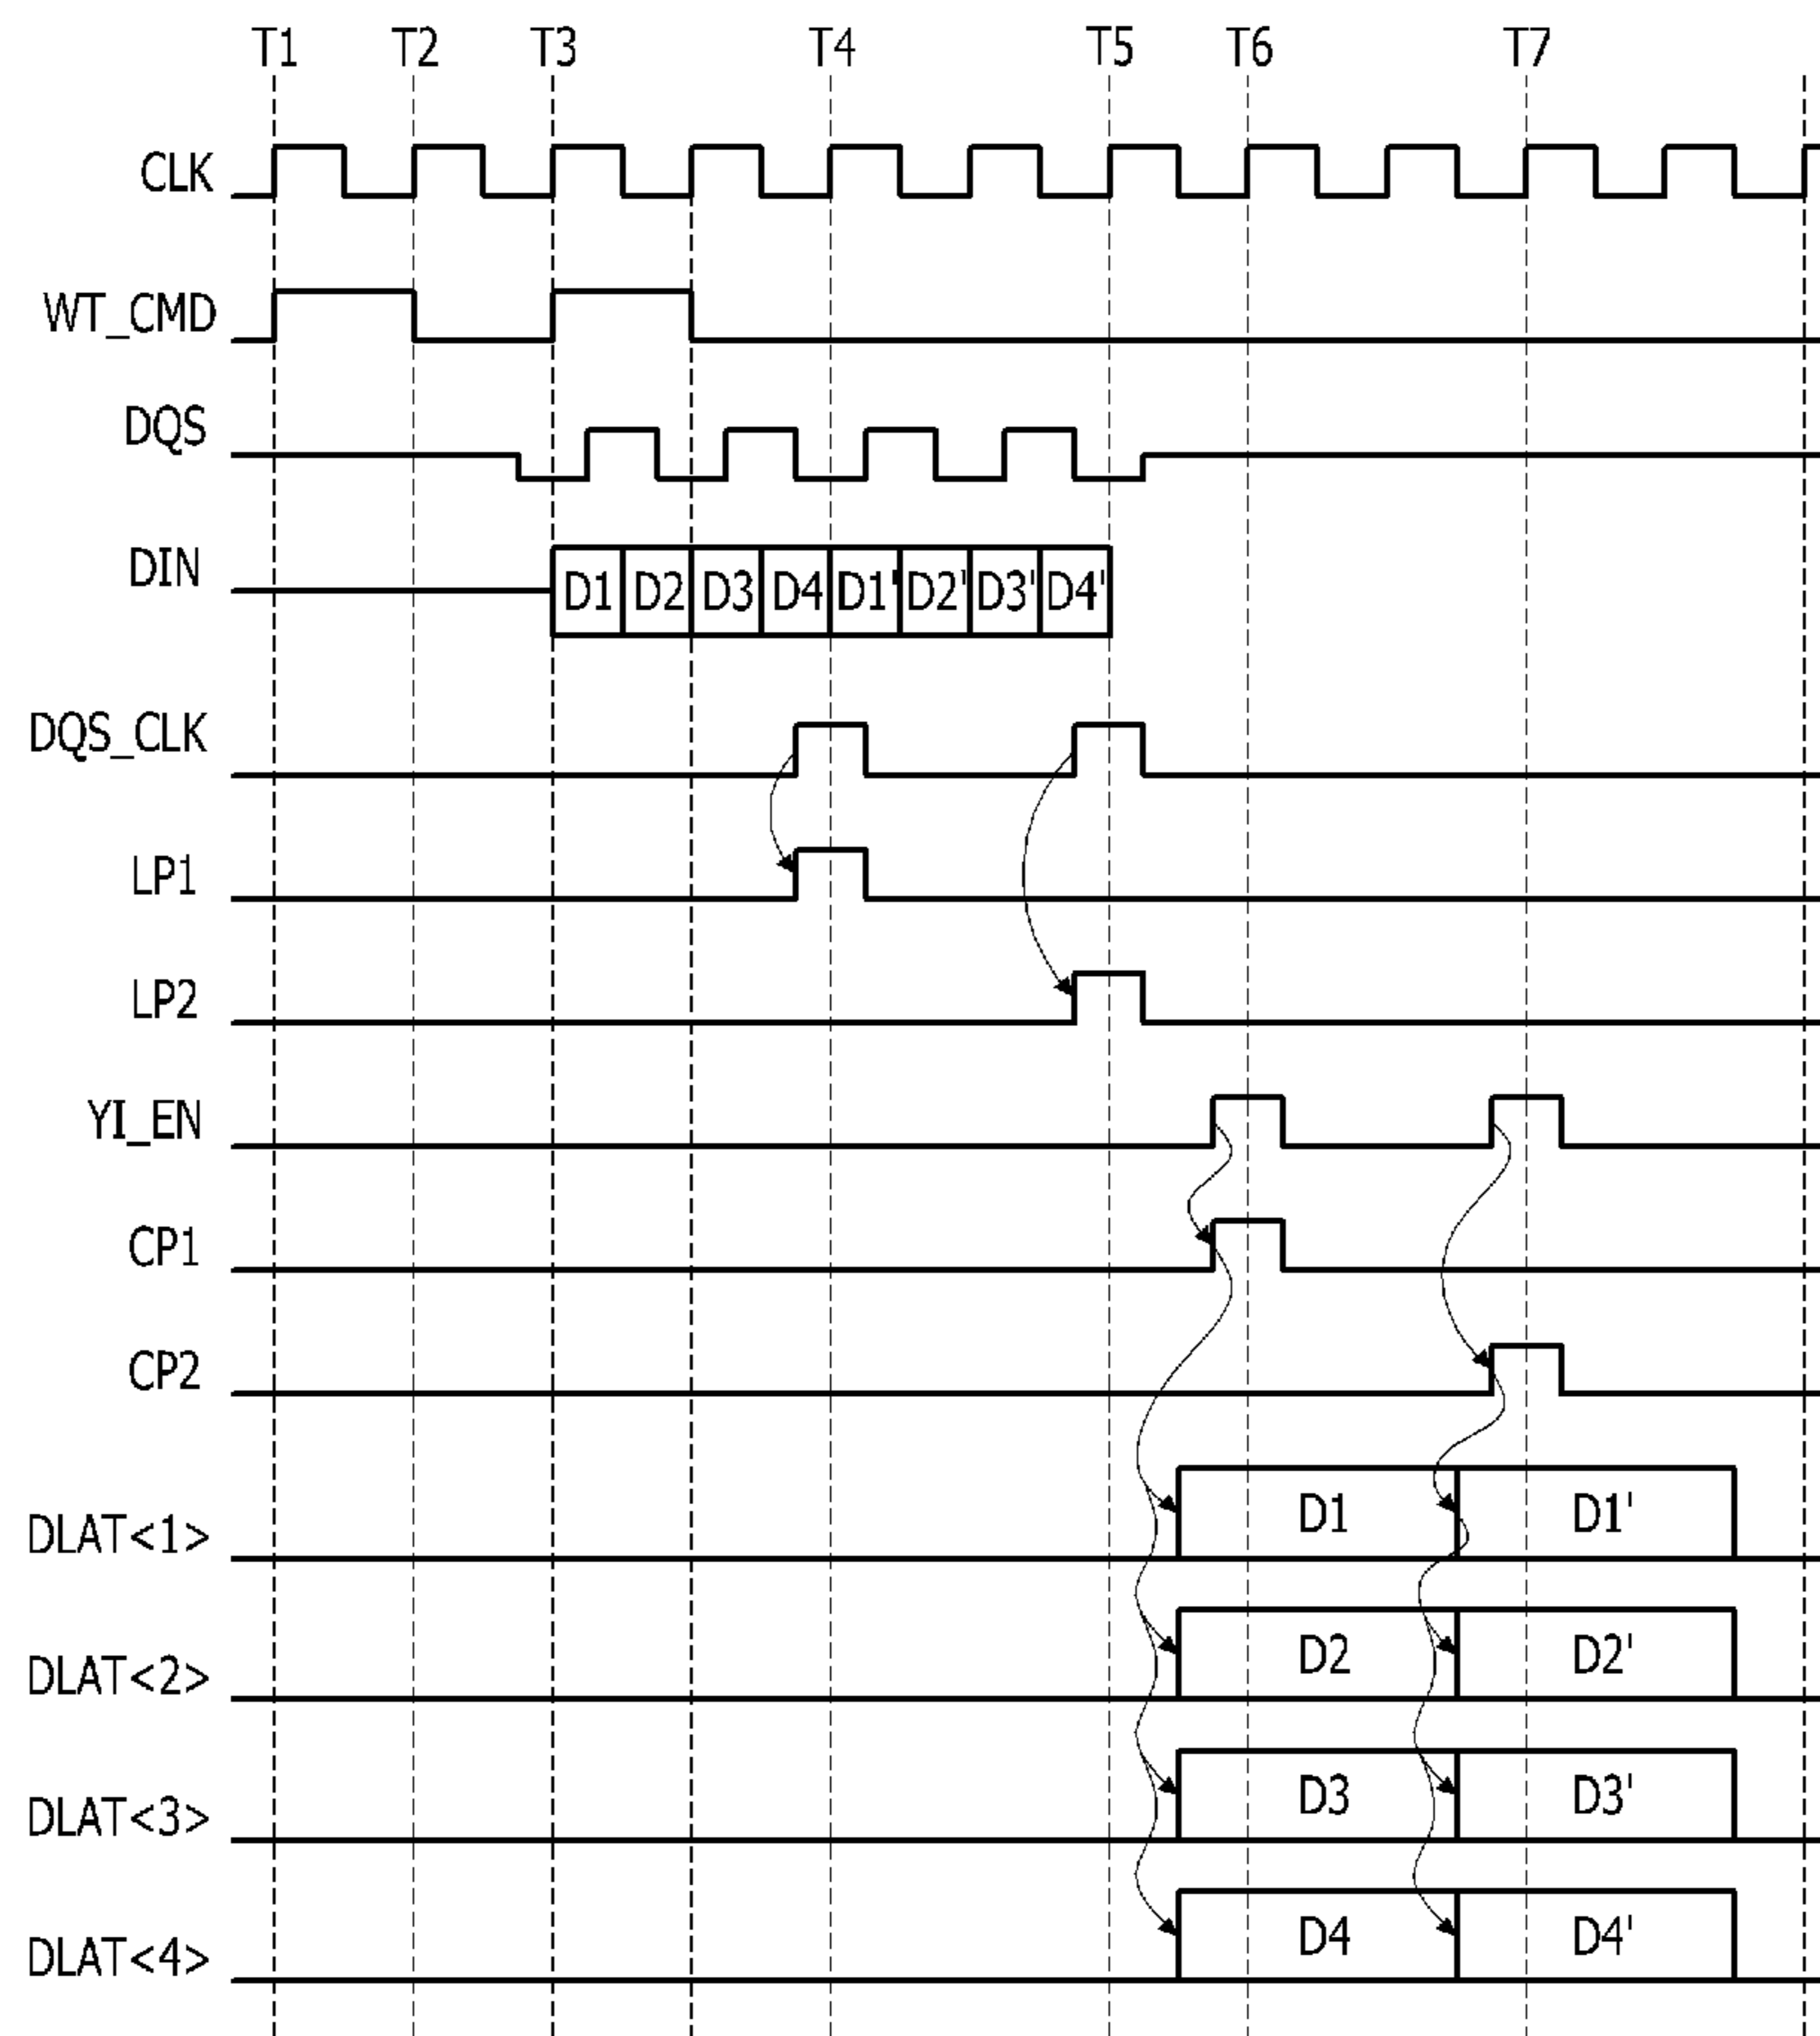 T1 T2 T3 T4 T5 T6 T7
CLK
WT_CMD
DQS
DIN D1 D2 D3 D4 D1' D2' D3' D4'
DQS_CLK
LP1
LP2
YI_EN
CP1
CP2
DLAT<1> D1 D1'
DLAT<2> D2 D2'
DLAT<3> D3 D3'
DLAT<4> D4 D4'